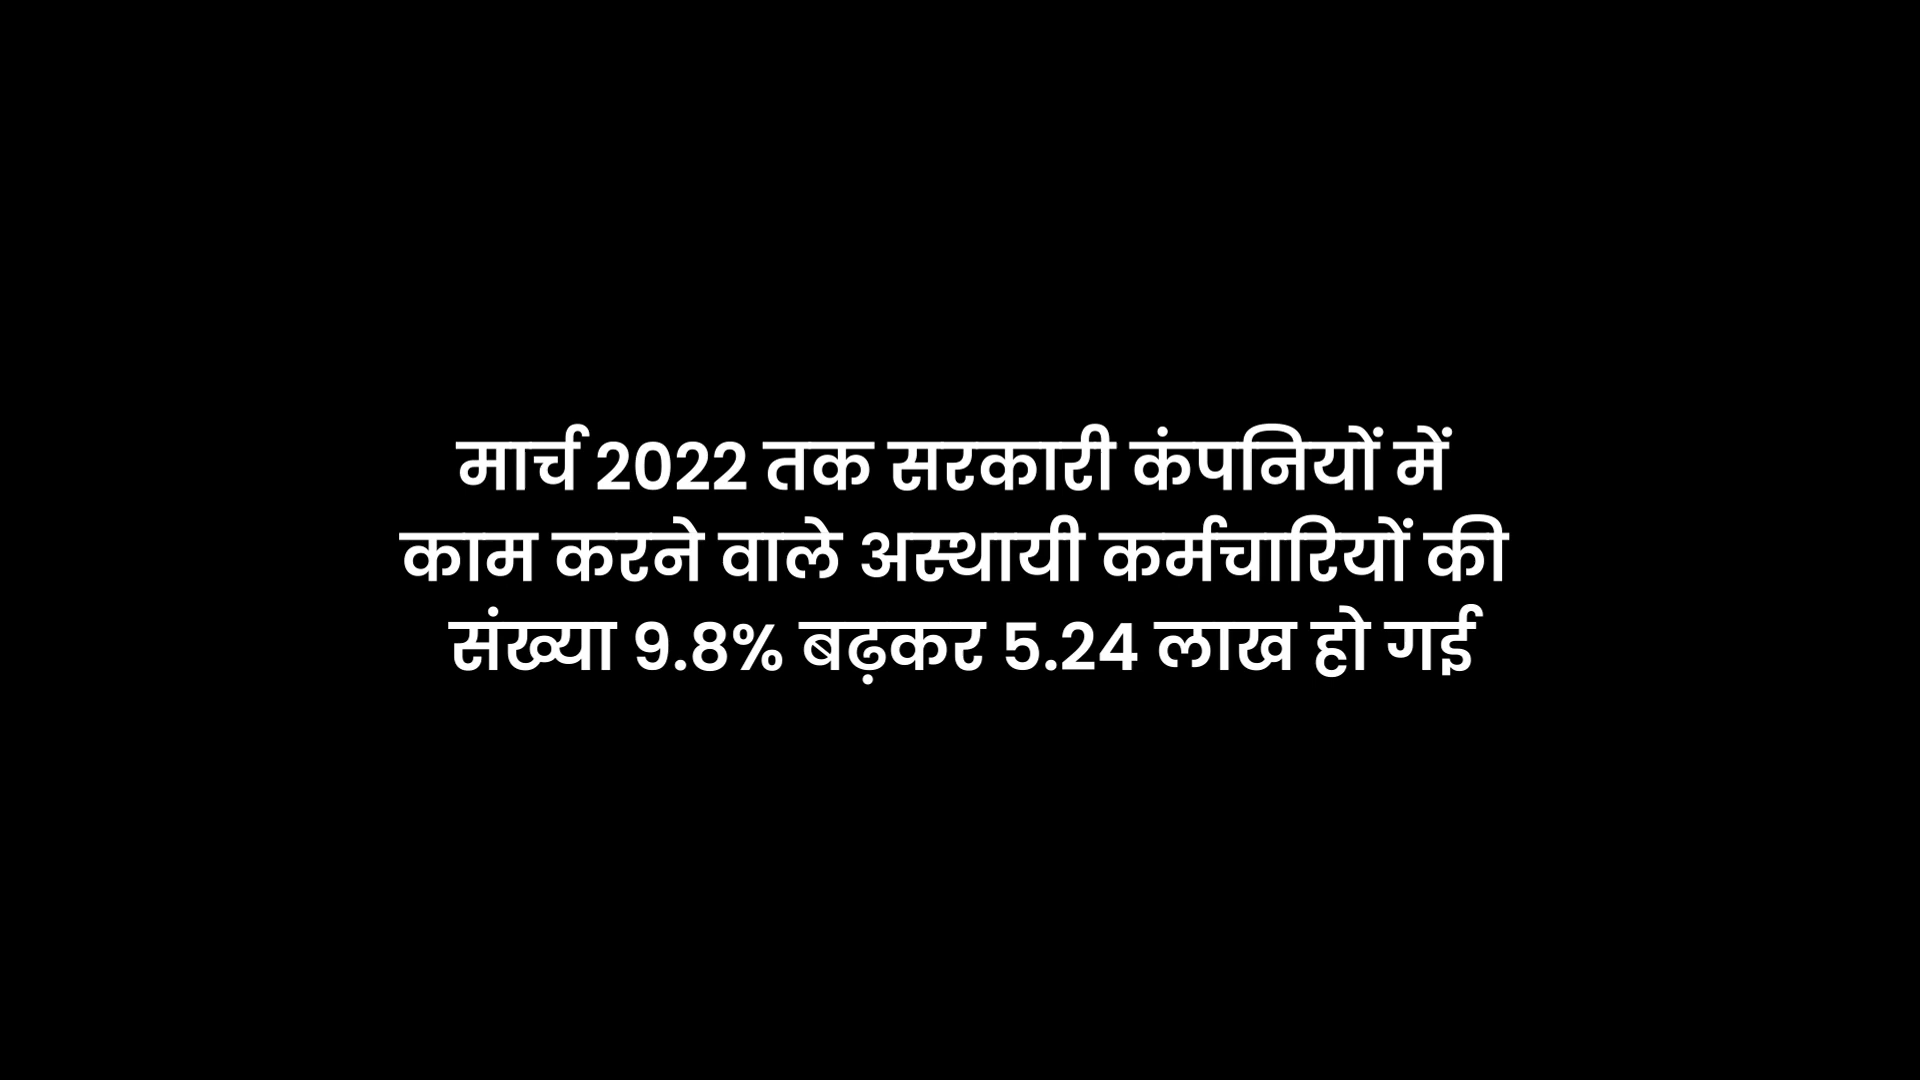 मार्च 2022 तक सरकारी कंपनियों में
काम करने वाले अस्थायी कर्मचारियों की
संख्या 9.8% बढ़कर 5.24 लाख हो गई